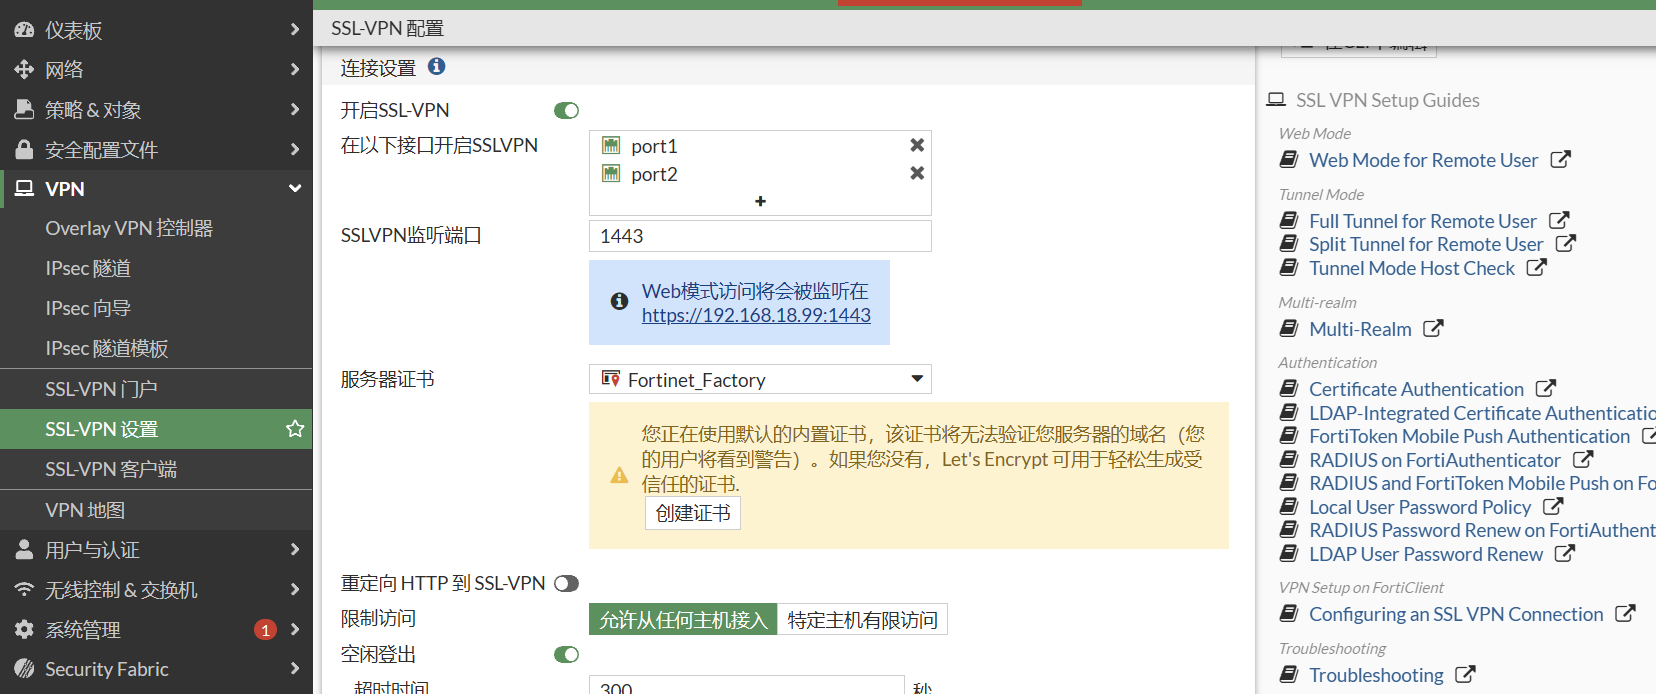 仪表板
网络
策略 & 对象
安全配置文件
VPN
Overlay VPN 控制器
IPsec 隧道
IPsec 向导
IPsec 隧道模板
SSL-VPN 门户
SSL-VPN 设置
SSL-VPN 客户端
VPN 地图
用户与认证
无线控制 & 交换机
系统管理 1
Security Fabric
SSL-VPN 配置
连接设置
开启SSL-VPN
在以下接口开启SSLVPN
port1
port2
SSLVPN监听端口 1443
Web模式访问将会被监听在
https://192.168.18.99:1443
服务器证书 Fortinet_Factory
您正在使用默认的内置证书，该证书将无法验证您服务器的域名（您
的用户将看到警告）。如果您没有，Let's Encrypt 可用于轻松生成受
信任的证书.
创建证书
重定向 HTTP 到 SSL-VPN
限制访问 允许从任何主机接入 特定主机有限访问
空闲登出
超时时间 300 秒
SSL VPN Setup Guides
Web Mode
Web Mode for Remote User
Tunnel Mode
Full Tunnel for Remote User
Split Tunnel for Remote User
Tunnel Mode Host Check
Multi-realm
Multi-Realm
Authentication
Certificate Authentication
LDAP-Integrated Certificate Authenticatio
FortiToken Mobile Push Authentication
RADIUS on FortiAuthenticator
RADIUS and FortiToken Mobile Push on Fo
Local User Password Policy
RADIUS Password Renew on FortiAuthent
LDAP User Password Renew
VPN Setup on FortiClient
Configuring an SSL VPN Connection
Troubleshooting
Troubleshooting